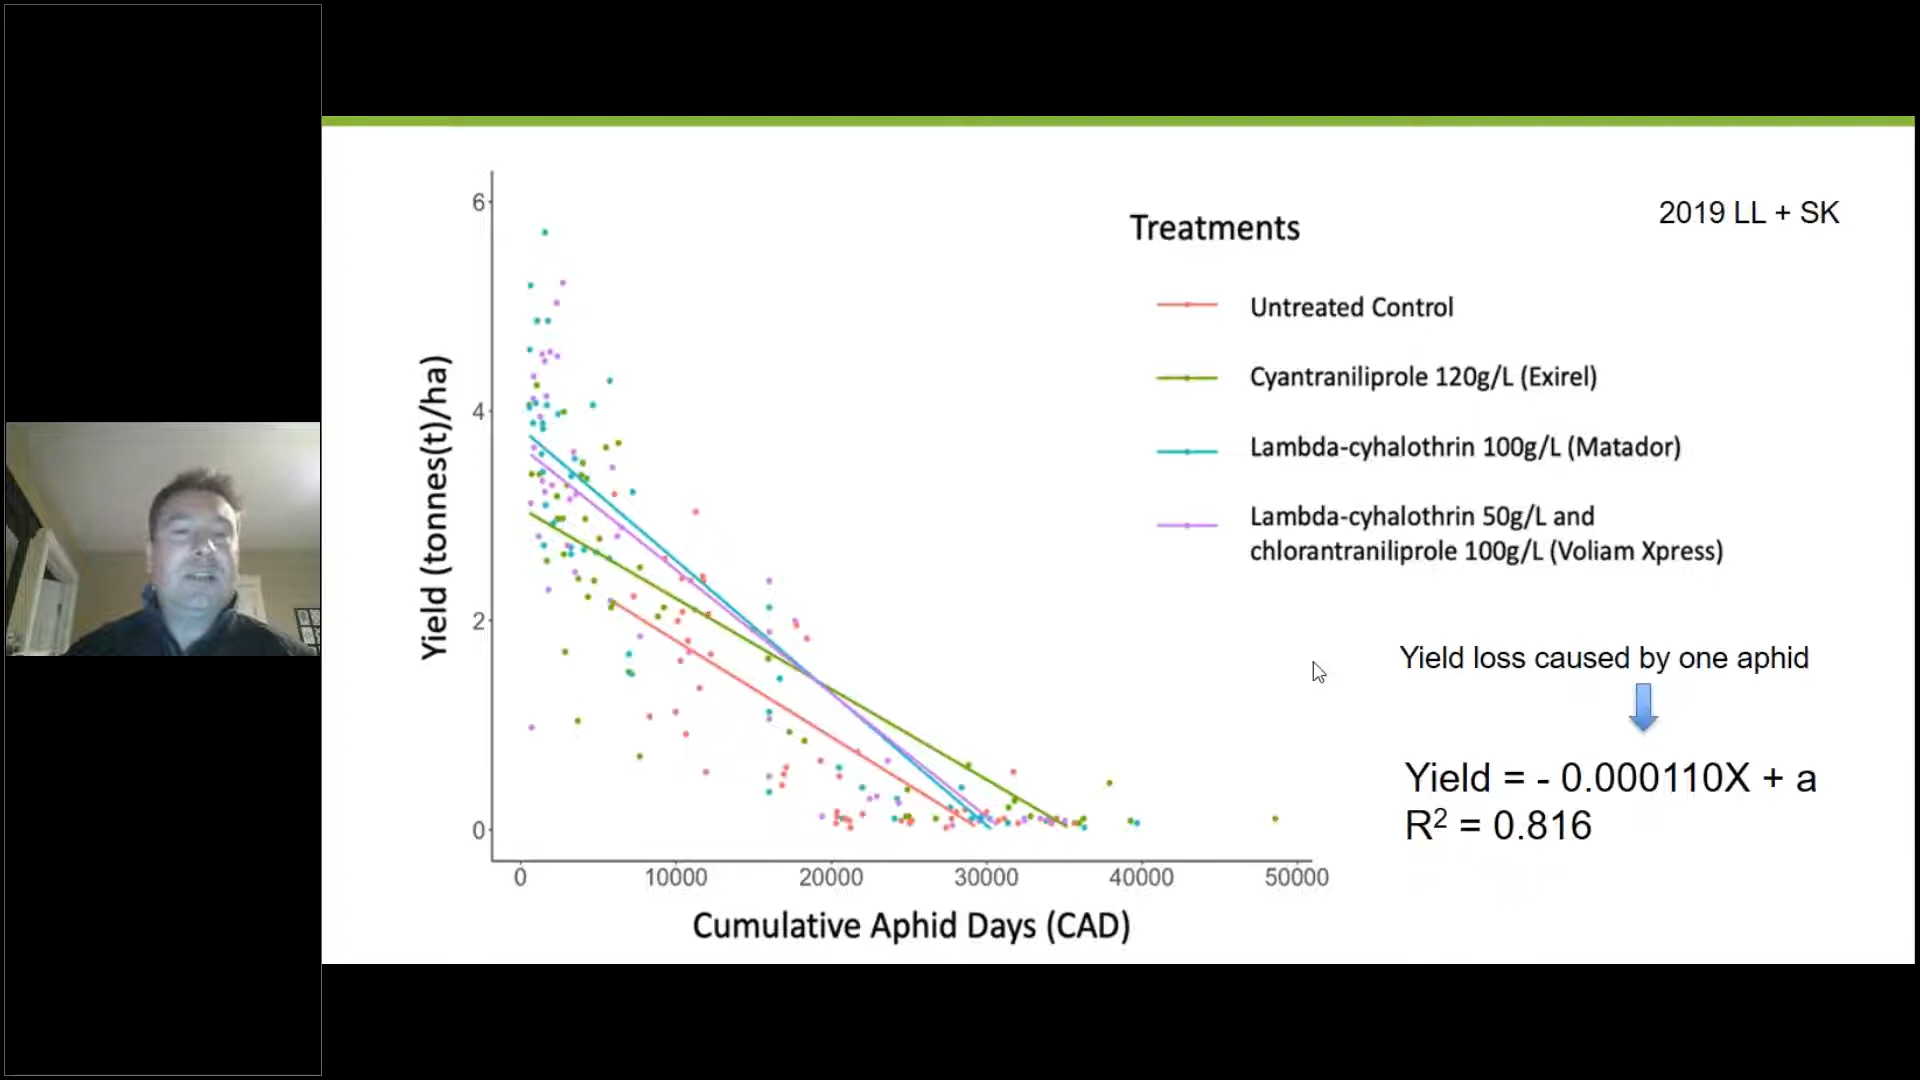 2019 LL + SK
Treatments
Untreated Control
Cyantraniliprole 120g/L (Exirel)
Lambda-cyhalothrin 100g/L (Matador)
Lambda-cyhalothrin 50g/L and
chlorantraniliprole 100g/L (Voliam Xpress)
Yield (tonnes(t)/ha)
6
4
2
0
0 10000 20000 30000 40000 50000
Cumulative Aphid Days (CAD)
Yield loss caused by one aphid
Yield = - 0.000110X + a
R² = 0.816